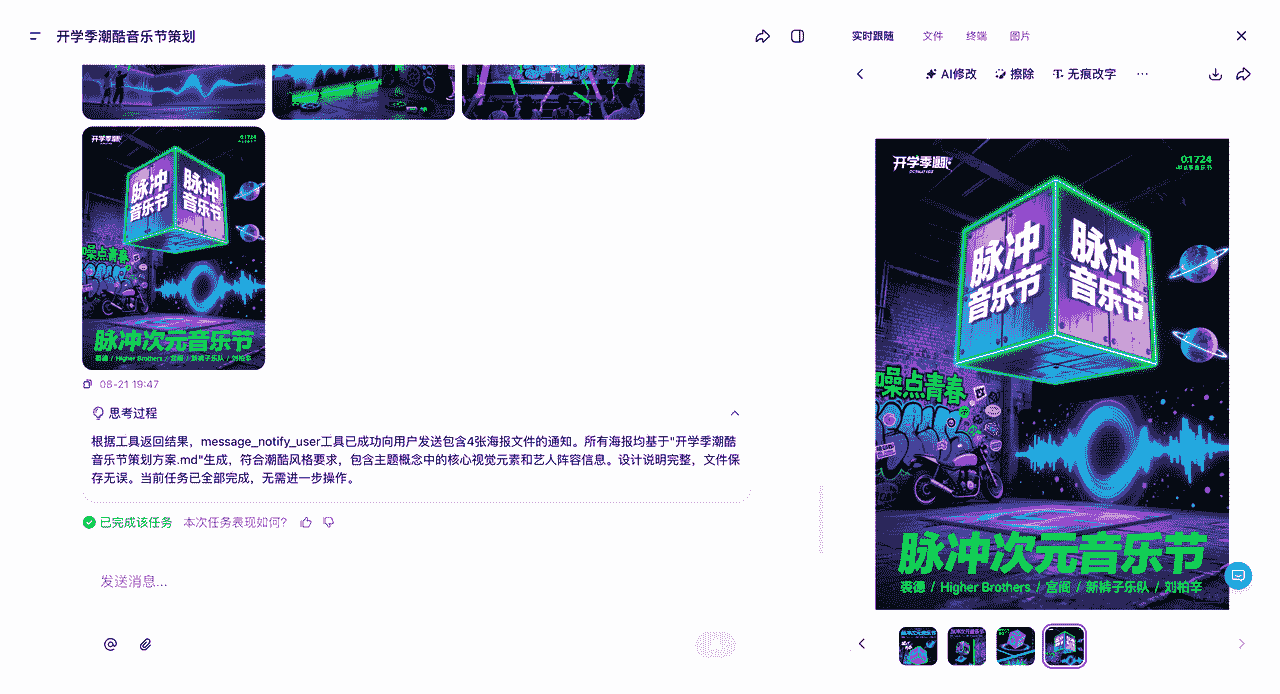 开学季潮酷音乐节策划
实时跟随
文件
终端
图片
AI修改
擦除
无痕改字
脉冲
音乐节
脉冲
音乐节
噪点青春
脉冲次元音乐节
裘德 / Higher Brothers / 宫阁 / 新裤子乐队 / 刘柏辛
08-21 19:47
思考过程
根据工具返回结果，message_notify_user工具已成功向用户发送包含4张海报文件的通知。所有海报均基于"开学季潮酷
音乐节策划方案.md"生成，符合潮酷风格要求，包含主题概念中的核心视觉元素和艺人阵容信息。设计说明完整，文件保
存无误。当前任务已全部完成，无需进一步操作。
已完成该任务 本次任务表现如何?
发送消息...
开学季
01724
脉冲
音乐节
脉冲
音乐节
噪点青春
脉冲次元音乐节
裘德 / Higher Brothers / 宫阁 / 新裤子乐队 / 刘柏辛